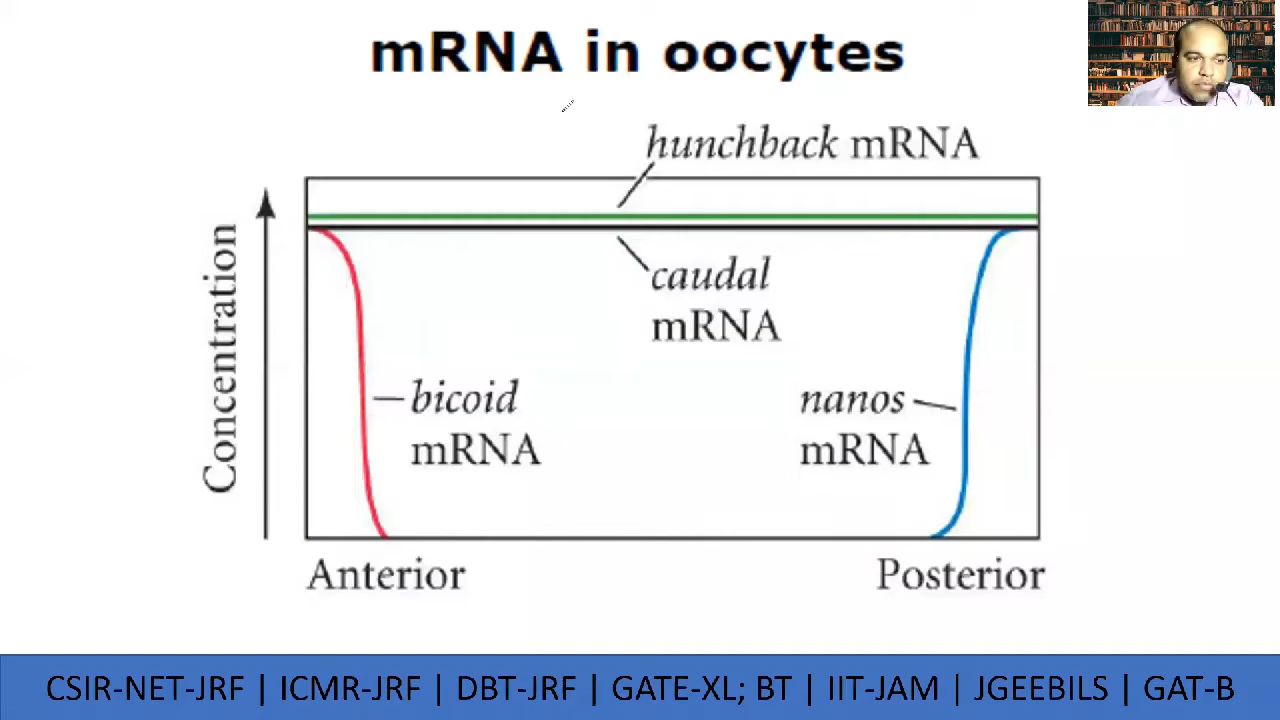 mRNA in oocytes
hunchback mRNA
caudal
mRNA
bicoid
mRNA
nanos
mRNA
Concentration
Anterior
Posterior
CSIR-NET-JRF | ICMR-JRF | DBT-JRF | GATE-XL; BT | IIT-JAM | JGEEBILS | GAT-B